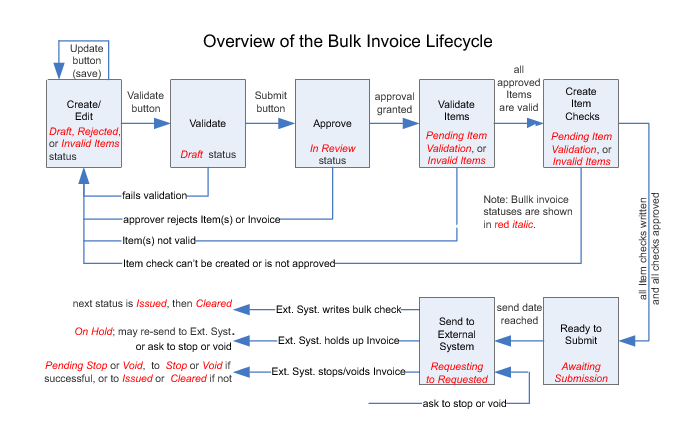 Overview of the Bulk Invoice Lifecycle
Update
button
(save)
Create/
Edit
Draft, Rejected,
or Invalid Items
status
Validate
button
Validate
Draft status
Submit
button
Approve
In Review
status
approval
granted
Validate
Items
Pending Item
Validation, or
Invalid Items
all
approved
Items
are valid
Create
Item
Checks
Pending Item
Validation, or
Invalid Items
fails validation
approver rejects Item(s) or Invoice
Item(s) not valid
Item check can't be created or is not approved
Note: Bullk invoice
statuses are shown
in red italic.
all Item checks written
and all checks approved
next status is Issued, then Cleared
Ext. Syst. writes bulk check
On Hold; may re-send to Ext. Syst.
or ask to stop or void
Ext. Syst. holds up Invoice
Pending Stop or Void, to Stop or Void if
successful, or to Issued or Cleared if not
Ext. Syst. stops/voids Invoice
Send to
External
System
Requesting
to Requested
send date
reached
Ready to
Submit
Awaiting
Submission
ask to stop or void